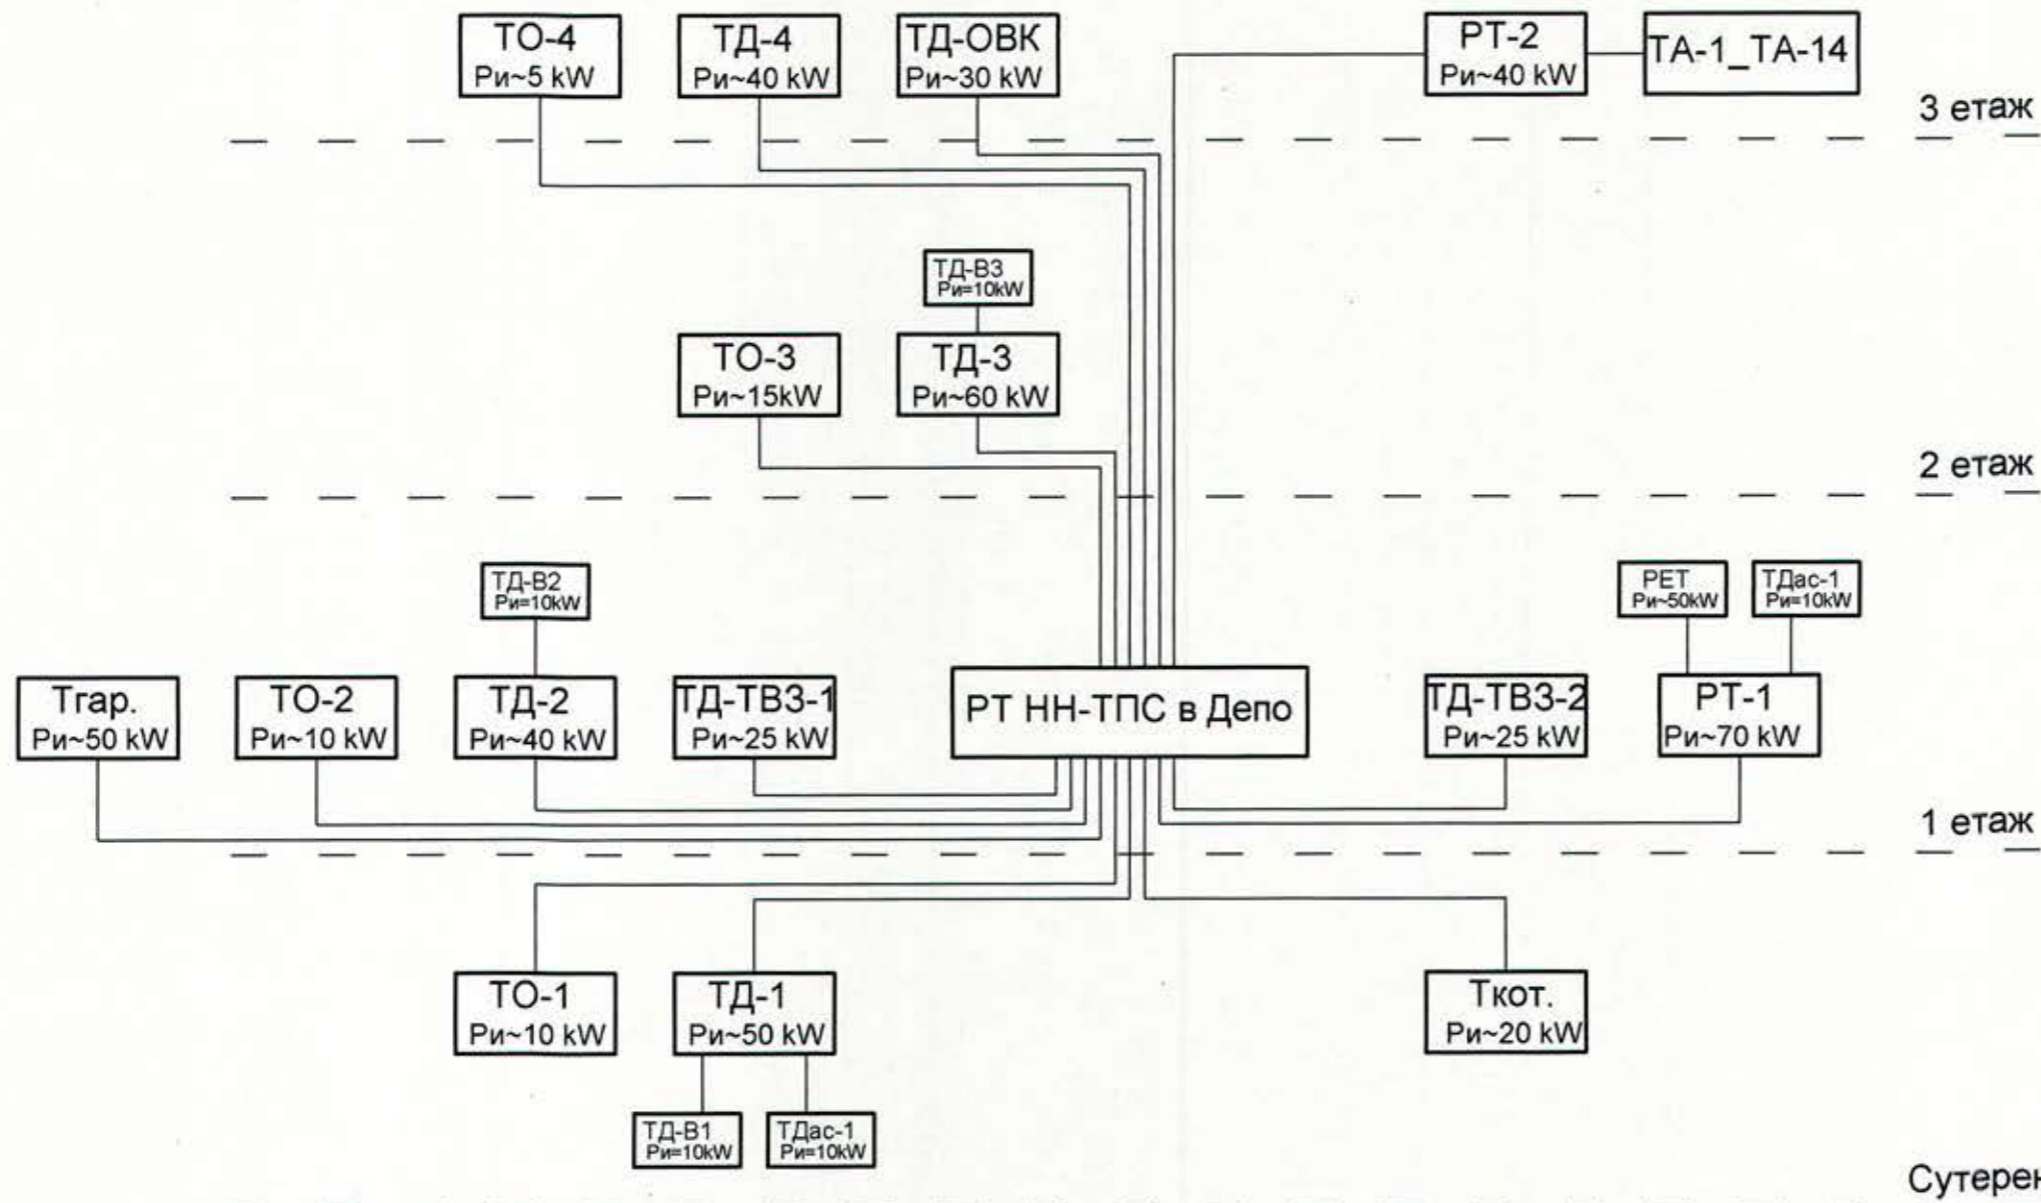 ТО-4
Ри~5 kW
ТД-4
Ри~40 kW
ТД-ОВК
Ри~30 kW
РТ-2
Ри~40 kW
ТА-1_ТА-14
3 етаж
ТД-В3
Ри=10kW
ТО-3
Ри~15kW
ТД-3
Ри~60 kW
2 етаж
ТД-В2
Ри=10kW
РЕТ
Ри~50kW
ТДас-1
Ри=10kW
Тгар.
Ри~50 kW
ТО-2
Ри~10 kW
ТД-2
Ри~40 kW
ТД-ТВЗ-1
Ри~25 kW
РТ НН-ТПС в Депо
ТД-ТВЗ-2
Ри~25 kW
РТ-1
Ри~70 kW
1 етаж
ТО-1
Ри~10 kW
ТД-1
Ри~50 kW
Ткот.
Ри~20 kW
ТД-В1
Ри=10kW
ТДас-1
Ри=10kW
Сутерен